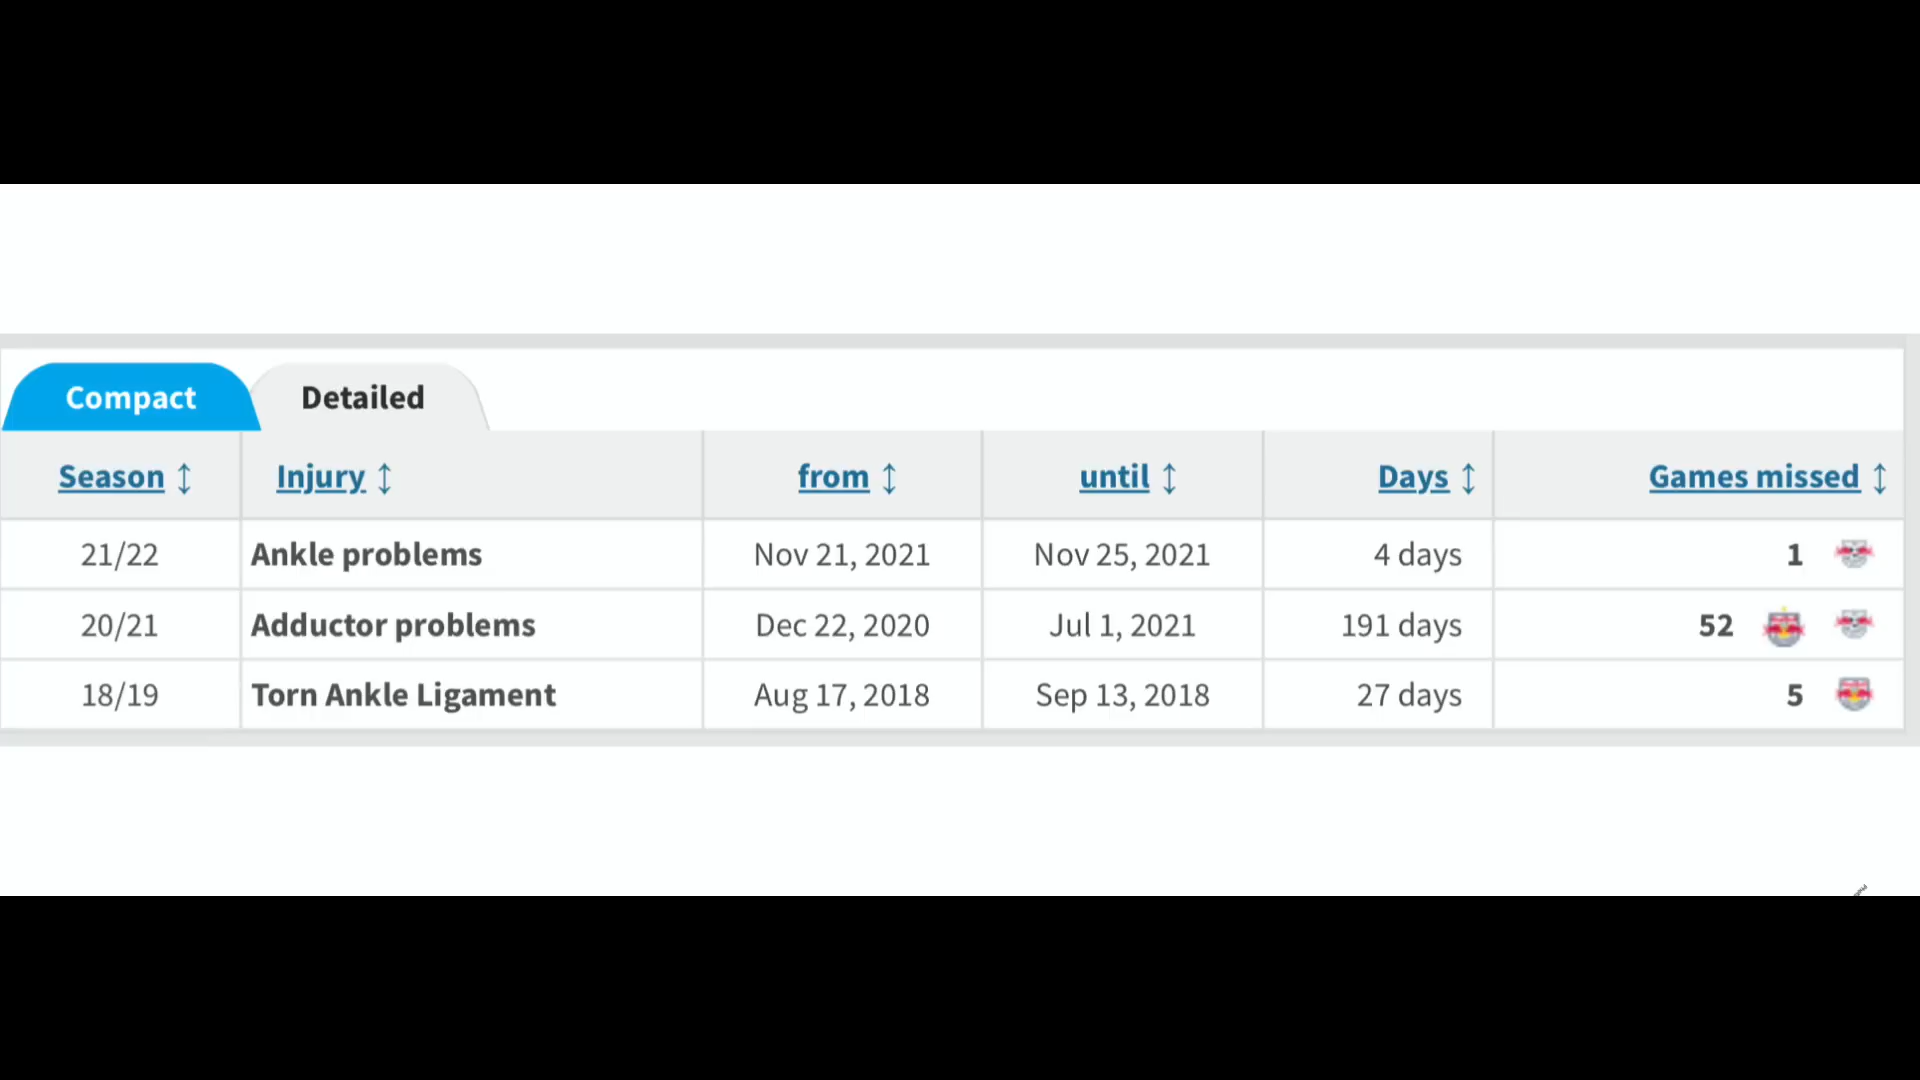 Compact Detailed
Season ↕ Injury ↕ from ↕ until ↕ Days ↕ Games missed ↕
21/22 Ankle problems Nov 21, 2021 Nov 25, 2021 4 days 1
20/21 Adductor problems Dec 22, 2020 Jul 1, 2021 191 days 52
18/19 Torn Ankle Ligament Aug 17, 2018 Sep 13, 2018 27 days 5